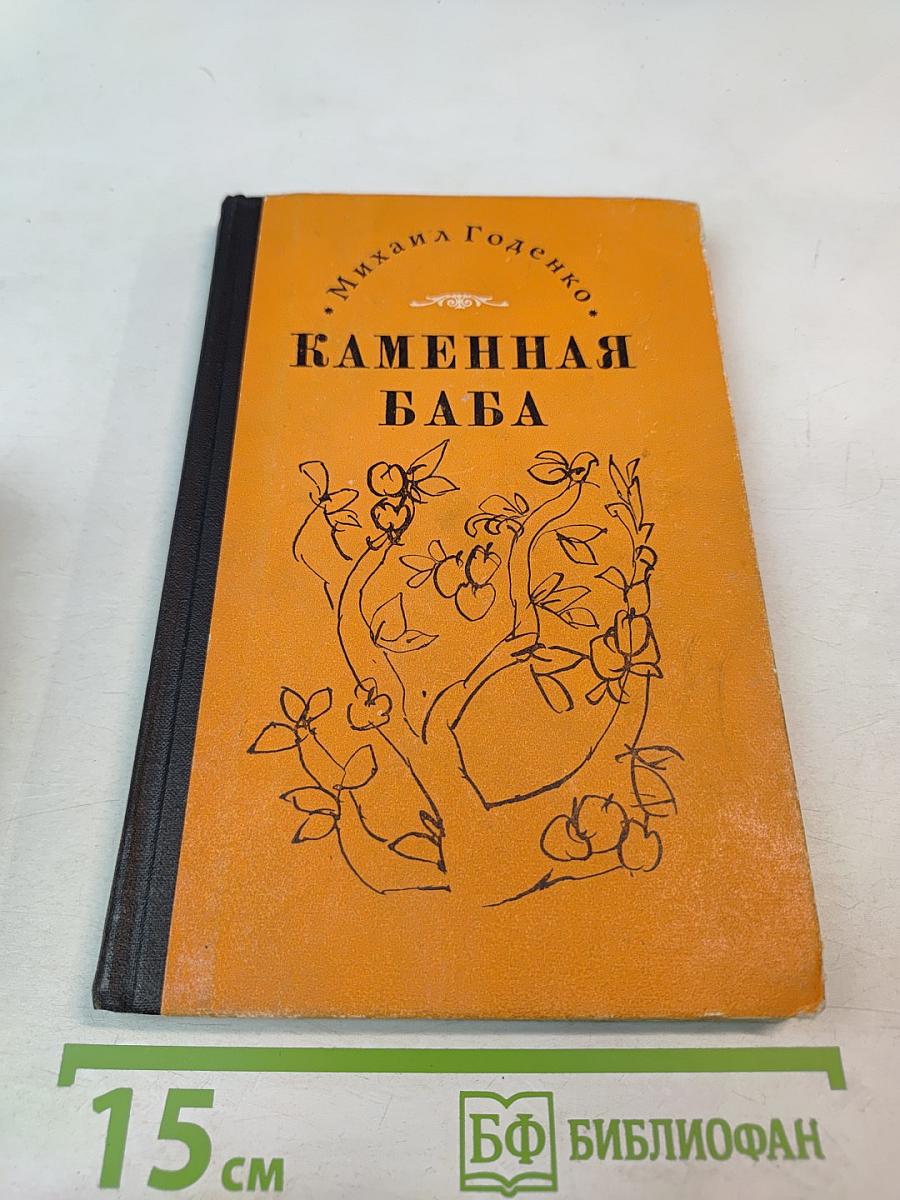 * Михаил Годенко *
КАМЕННАЯ
БАБА
15 см
БФ БИБЛИОФАН